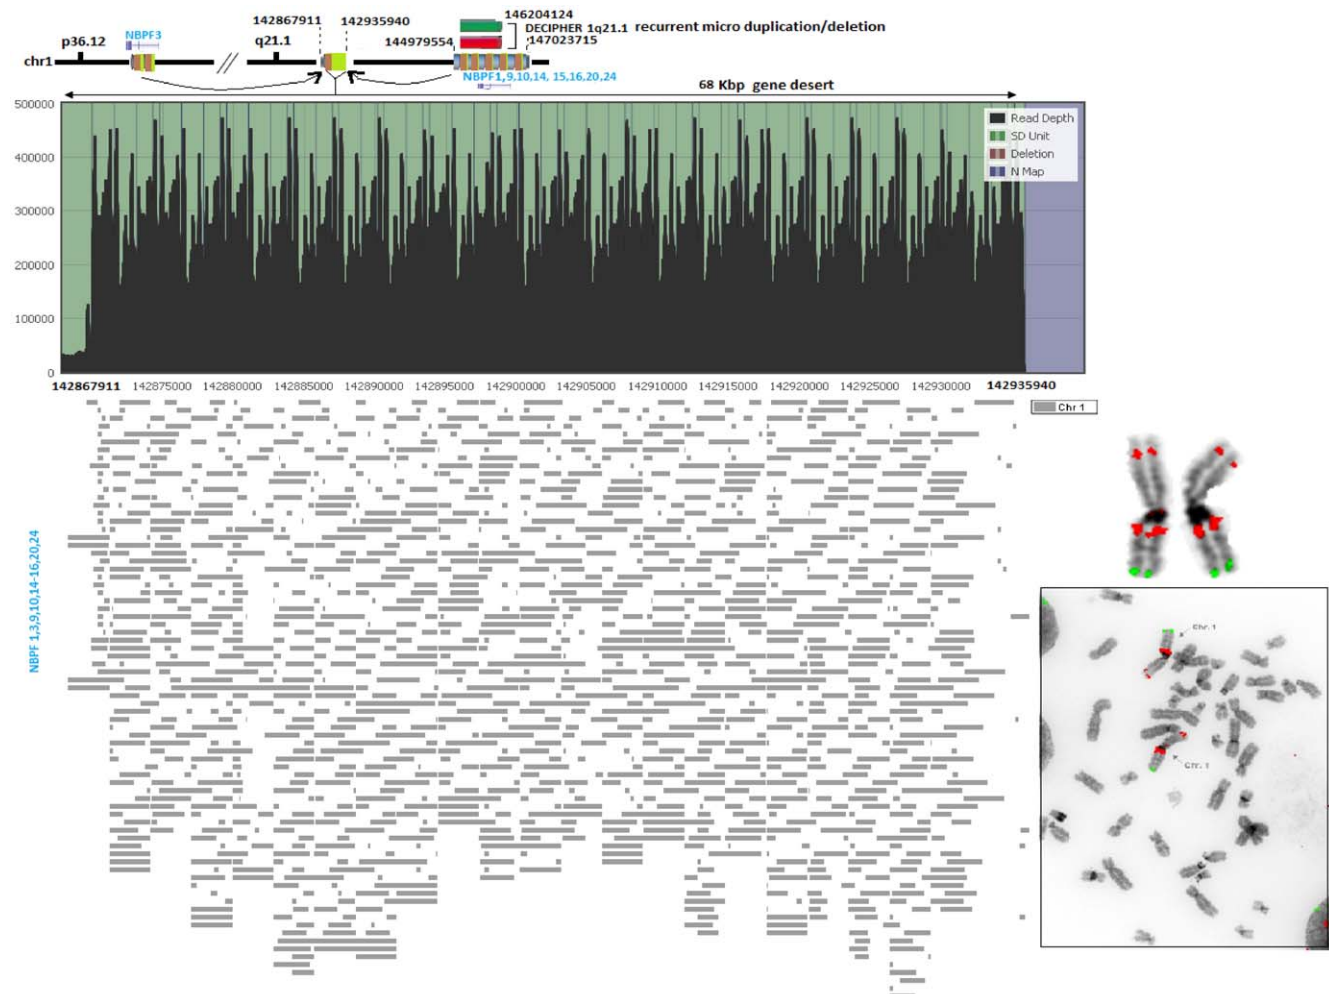 146204124
142867911 142935940
DECIPHER 1q21.1 recurrent micro duplication/deletion
p36.12 NBPF3 q21.1 144979554 147023715
chr1
NBPF1,9,10,14, 15,16,20,24
68 Kbp gene desert
500000
400000
300000
200000
100000
0
Read Depth
SD Unit
Deletion
N Map
142867911 142875000 142880000 142885000 142890000 142895000 142900000 142905000 142910000 142915000 142920000 142925000 142930000 142935940
Chr 1
NBPF 1,3,9,10,14-16,20,24
Chr. 1
Chr. 1